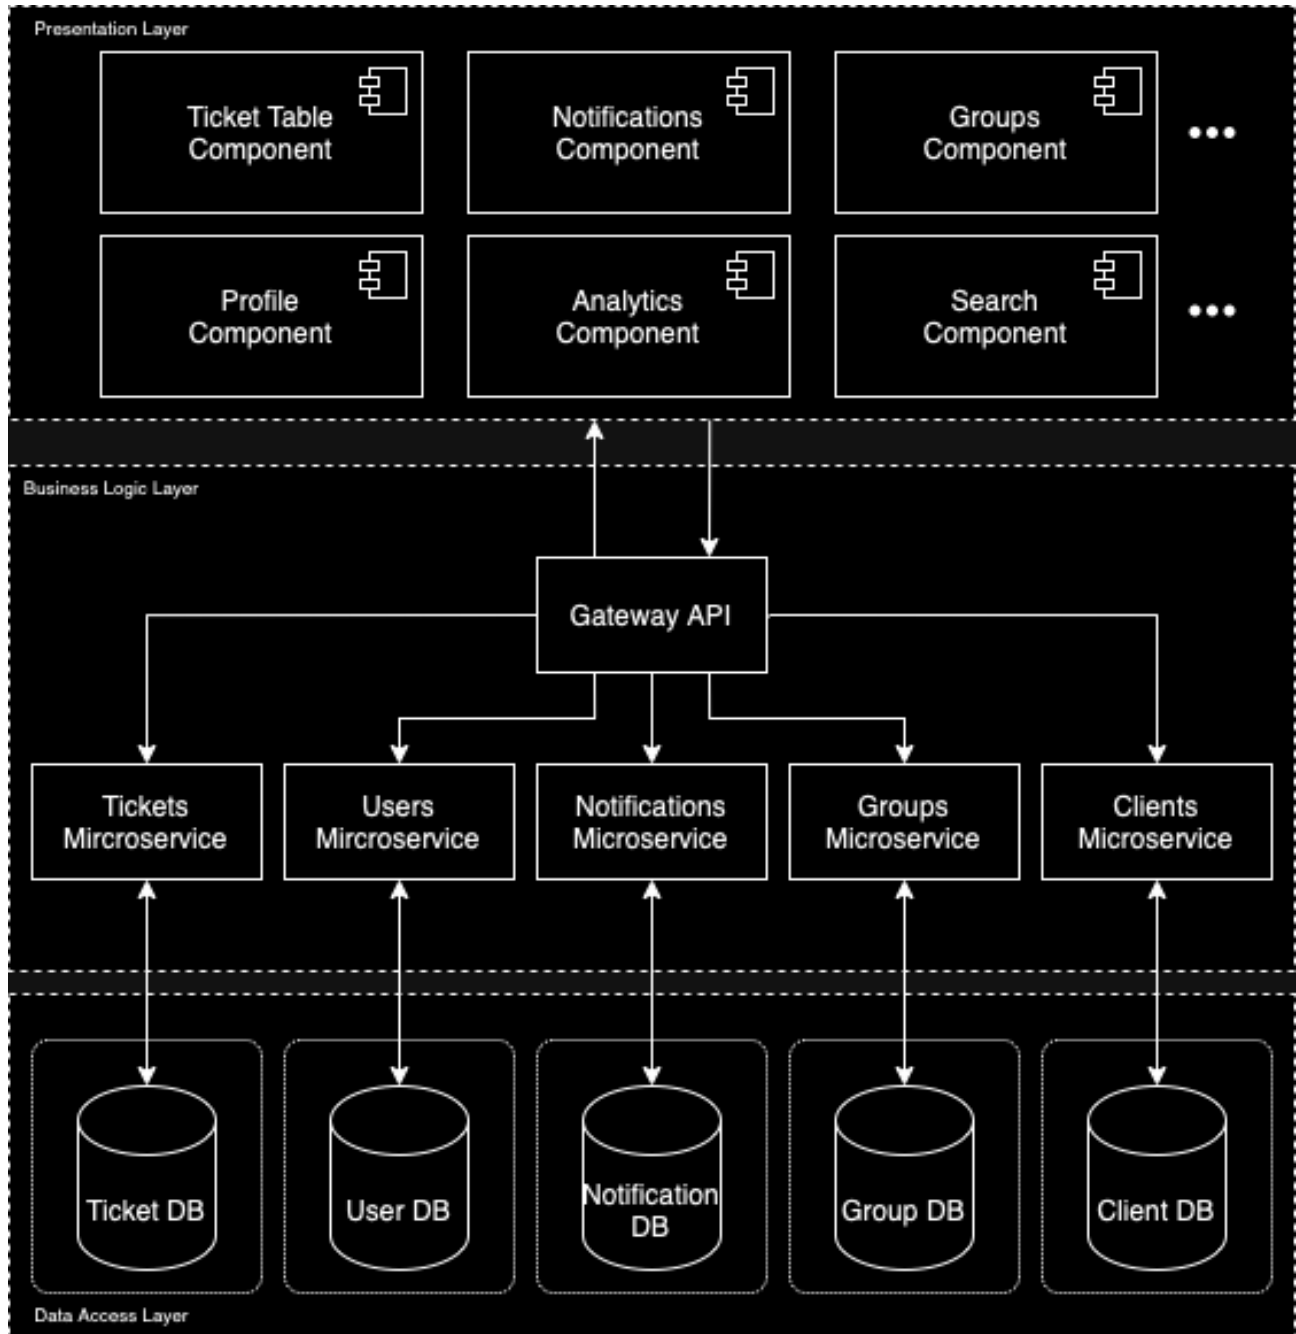 Presentation Layer
Ticket Table
Component
Notifications
Component
Groups
Component
Profile
Component
Analytics
Component
Search
Component
Business Logic Layer
Gateway API
Tickets
Mircroservice
Users
Mircroservice
Notifications
Microservice
Groups
Microservice
Clients
Microservice
Ticket DB
User DB
Notification
DB
Group DB
Client DB
Data Access Layer